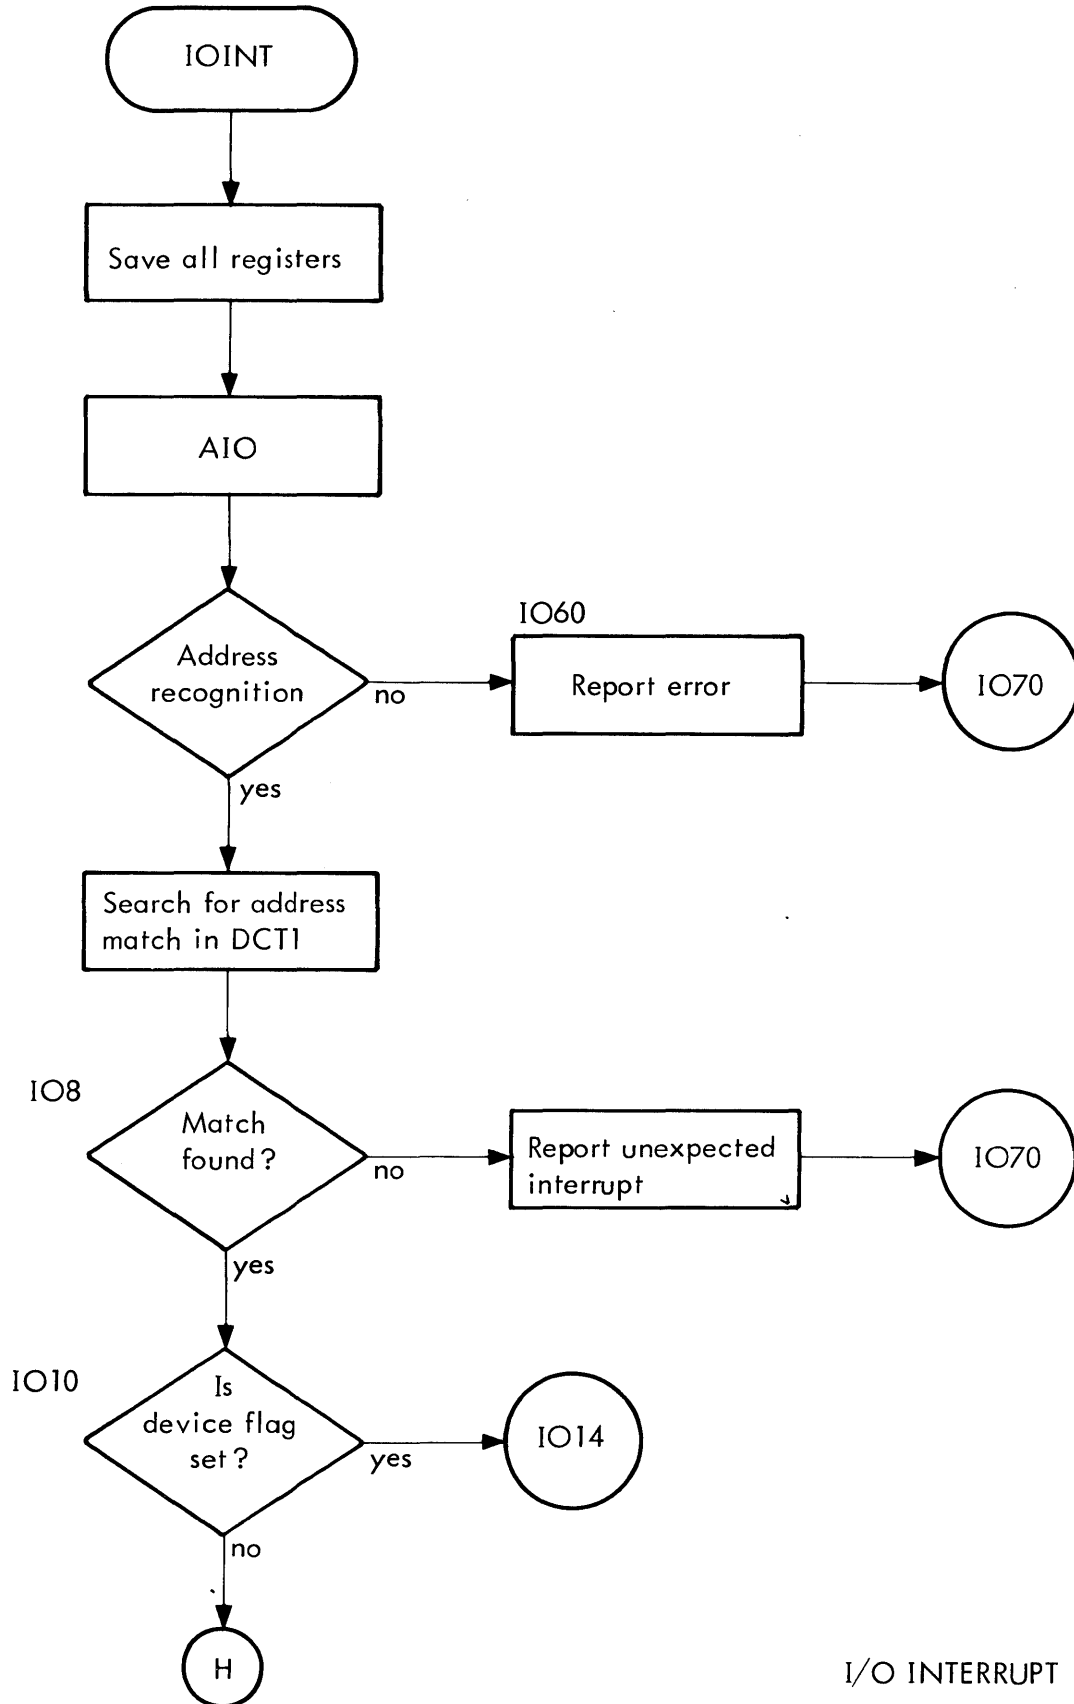 IOINT
Save all registers
AIO
Address
recognition
no
IO60
Report error
IO70
yes
Search for address
match in DCT1
IO8
Match
found?
no
Report unexpected
interrupt
IO70
yes
IO10
Is
device flag
set?
yes
IO14
no
H
I/O INTERRUPT